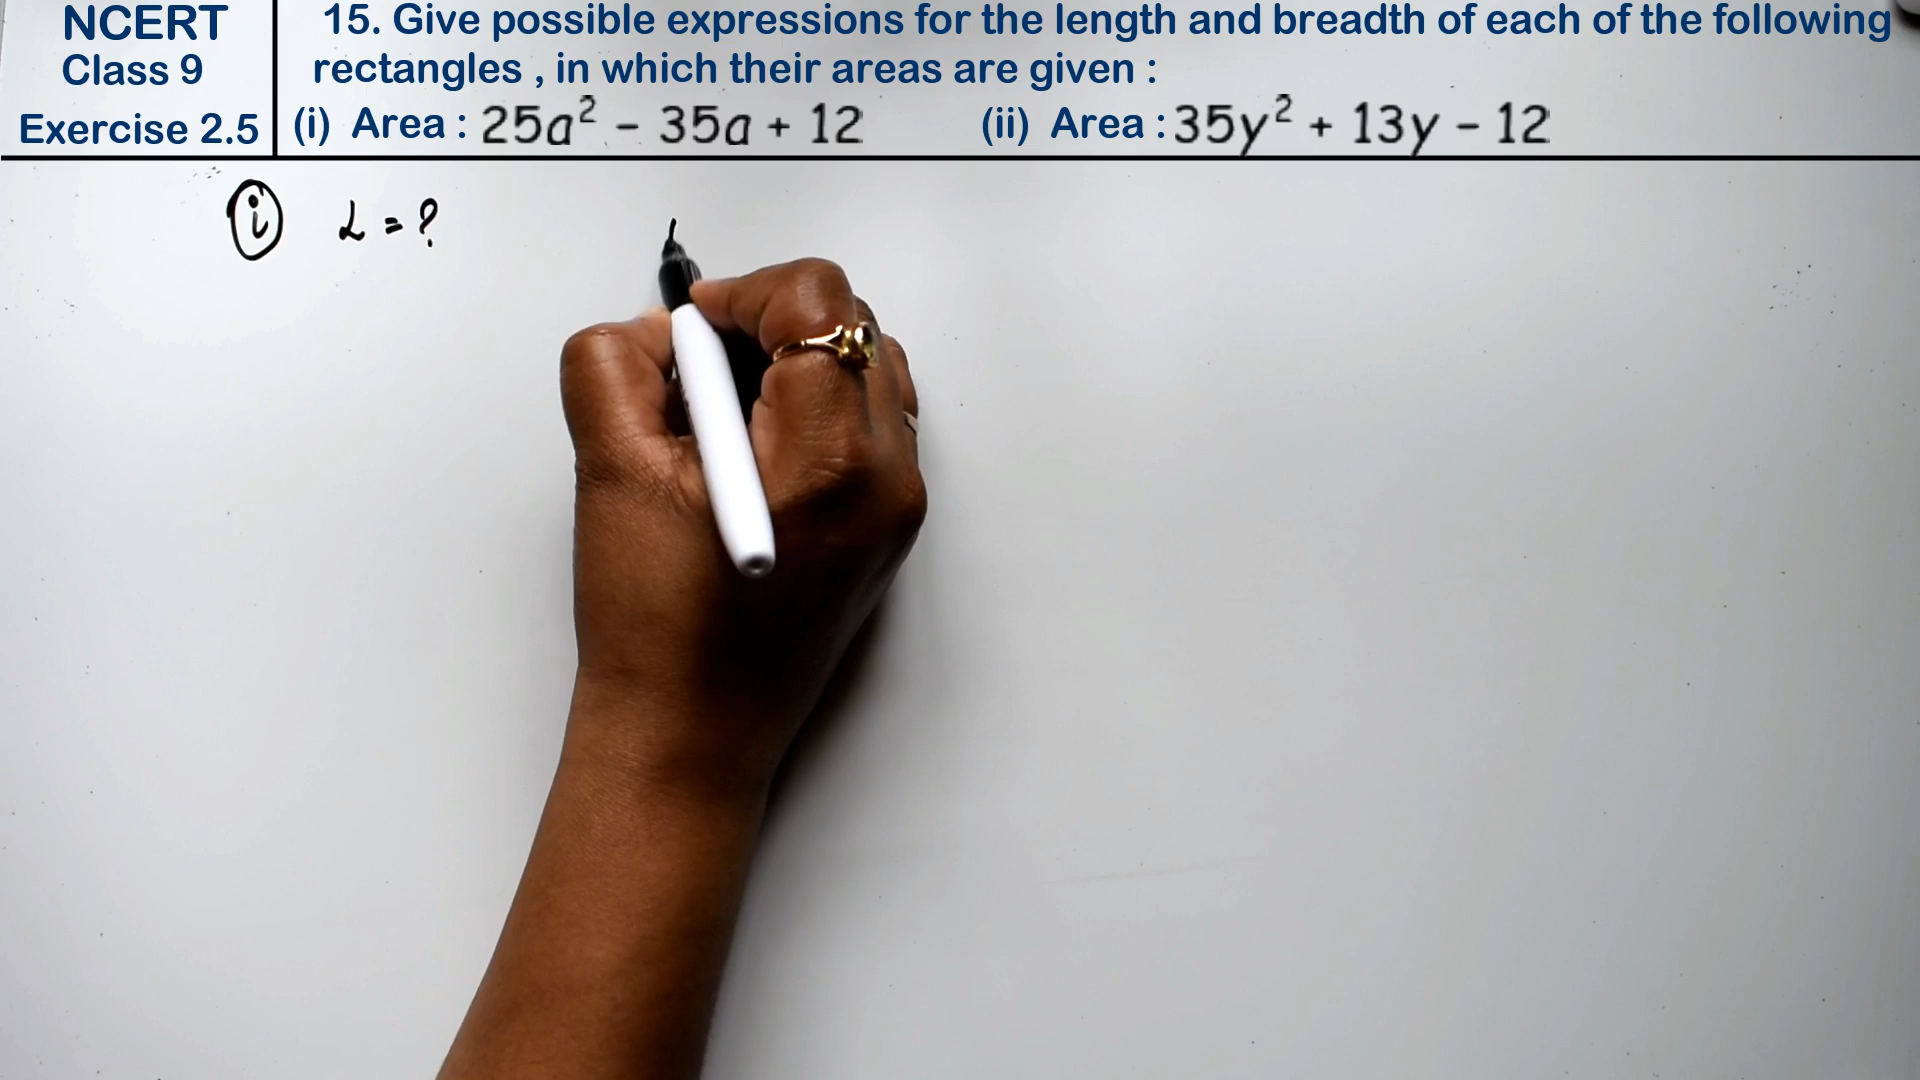 NCERT
Class 9
Exercise 2.5
15. Give possible expressions for the length and breadth of each of the following
rectangles , in which their areas are given :
(i) Area : 25a² - 35a + 12 (ii) Area : 35y² + 13y - 12
(i) L = ?